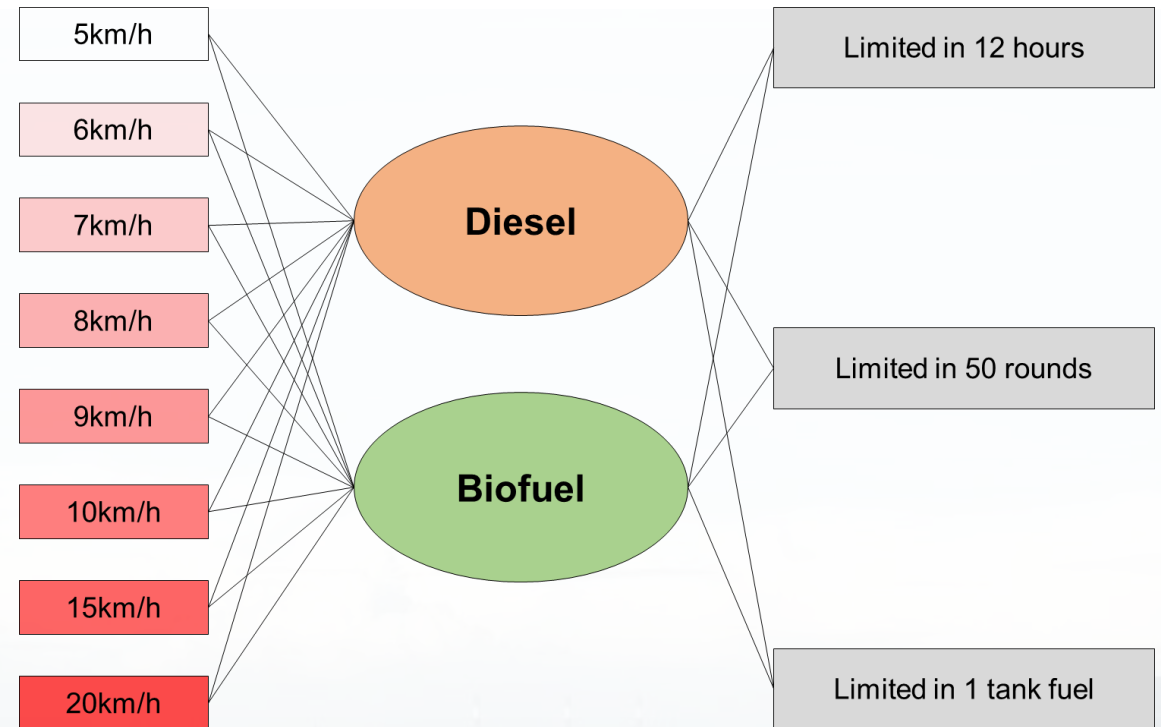 5km/h
6km/h
7km/h
8km/h
9km/h
10km/h
15km/h
20km/h
Diesel
Biofuel
Limited in 12 hours
Limited in 50 rounds
Limited in 1 tank fuel